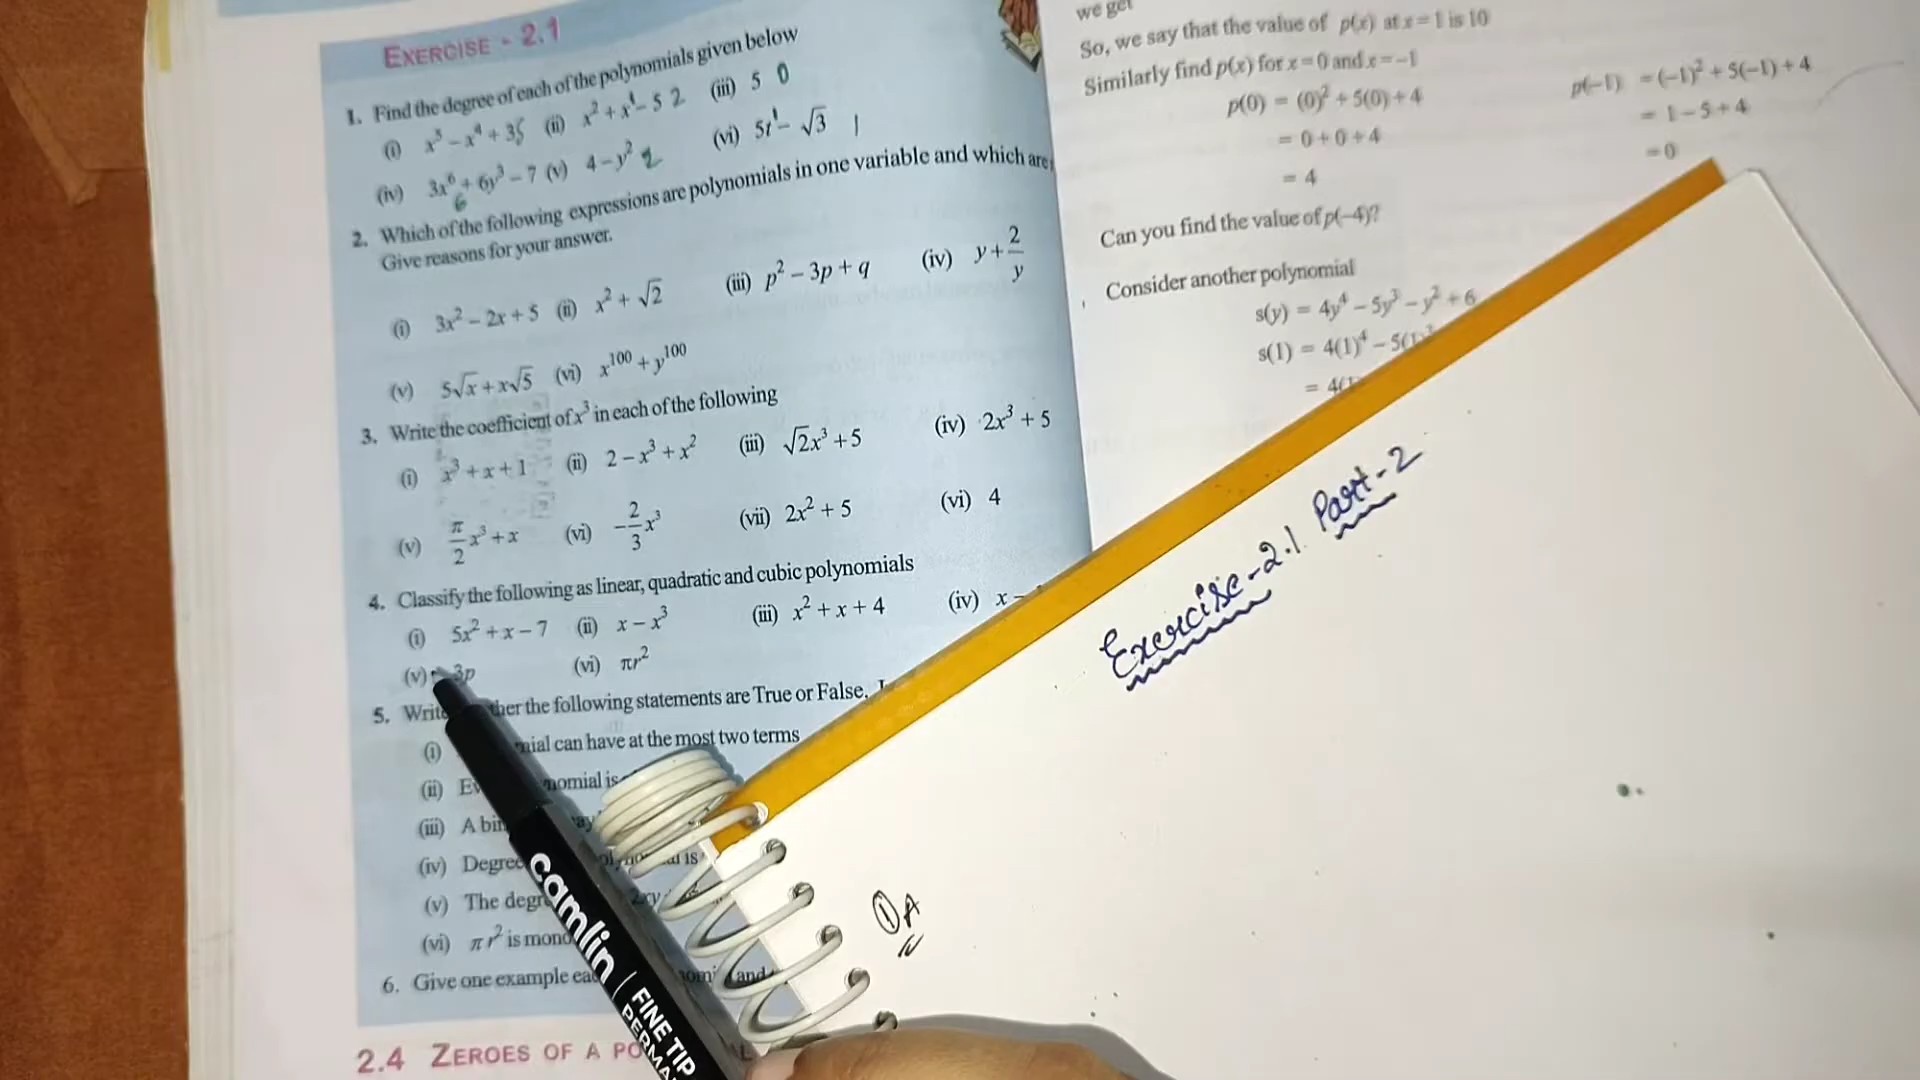 EXERCISE - 2.1
1. Find the degree of each of the polynomials given below
(i) x⁵ – x⁴ + 3 5 (ii) x² + x¹ – 5 2 (iii) 5 0
(iv) 3x⁶ + 6y³ – 7 (v) 4 – y² 2 (vi) 5t¹ – √3 1
6
2. Which of the following expressions are polynomials in one variable and which are
Give reasons for your answer.
(i) 3x² – 2x + 5 (ii) x² + √2 (iii) p² – 3p + q (iv) y + 2/y
(v) 5√x + x√5 (vi) x¹⁰⁰ + y¹⁰⁰
3. Write the coefficient of x³ in each of the following
(i) x³ + x + 1 (ii) 2 – x³ + x² (iii) √2x³ + 5 (iv) 2x³ + 5
(v) π/2 x³ + x (vi) –2/3 x³ (vii) 2x² + 5 (vi) 4
4. Classify the following as linear, quadratic and cubic polynomials
(i) 5x² + x – 7 (ii) x – x³ (iii) x² + x + 4 (iv) x –
(v) 3p (vi) πr²
5. the following statements are True or False.
(i) can have at the most two terms
(ii) is
(iii) A
(iv) Degree is
(v) The
(vi) πr² is
6. Give one example and
2.4 ZEROES OF A
we get
So, we say that the value of p(x) at x = 1 is 10
Similarly find p(x) for x = 0 and x = –1
p(0) = (0)² + 5(0) + 4 p(–1) = (–1)² + 5(–1) + 4
= 0 + 0 + 4 = 1 – 5 + 4
= 4 = 0
Can you find the value of p(–4)?
Consider another polynomial
s(y) = 4y⁴ – 5y³ – y² + 6
s(1) = 4(1)⁴ – 5(1)
= 4(
Exercise-2.1 Part-2
① A
camlin
FINE TIP